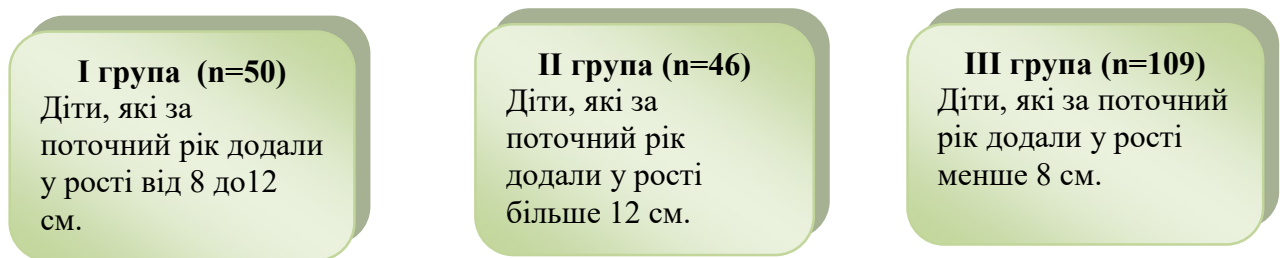 І група (n=50)
Діти, які за
поточний рік додали
у рості від 8 до12
см.
ІІ група (n=46)
Діти, які за
поточний рік
додали у рості
більше 12 см.
ІІІ група (n=109)
Діти, які за поточний
рік додали у рості
менше 8 см.